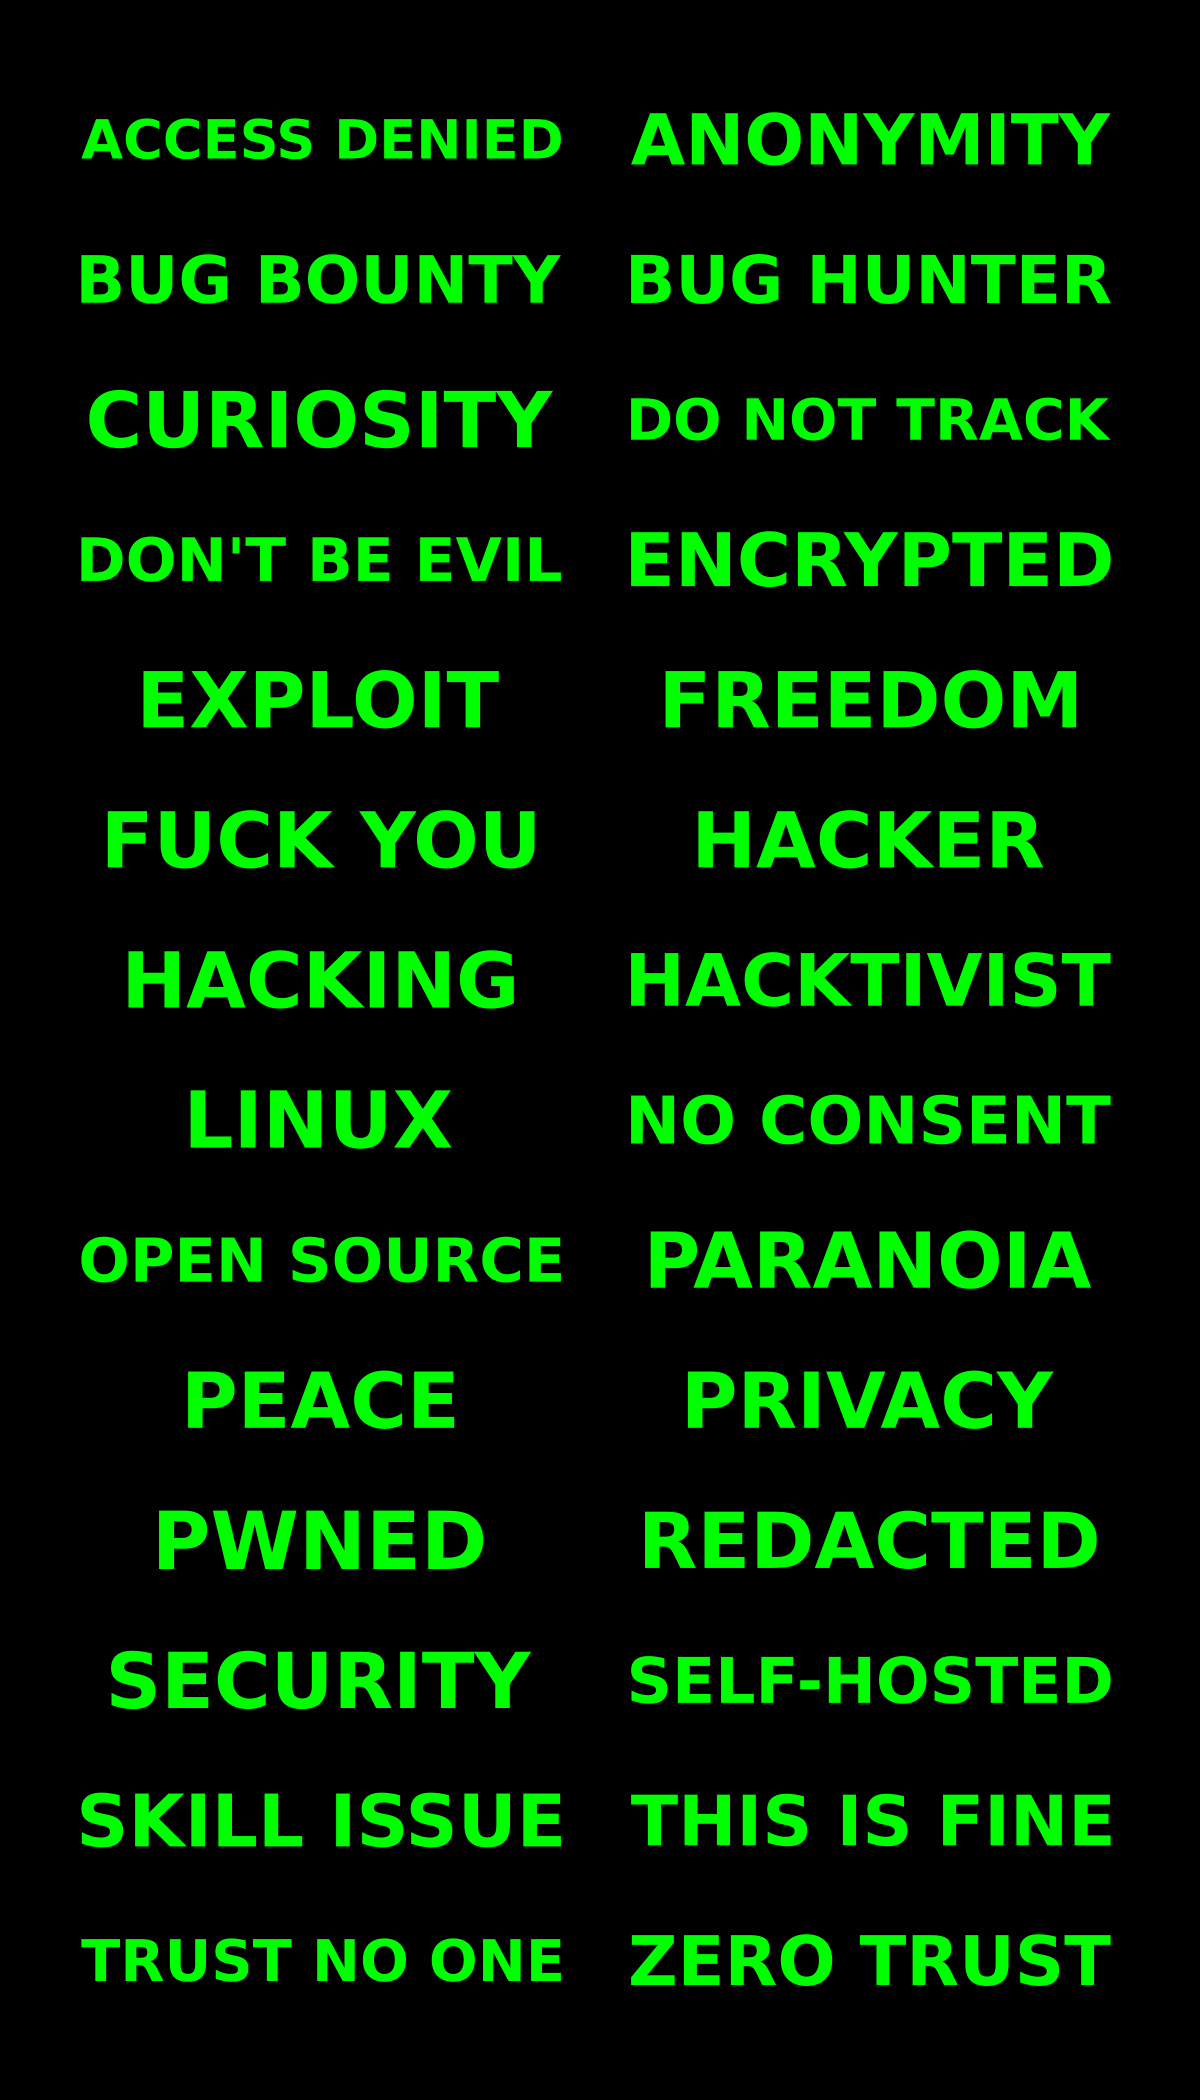 ACCESS DENIED ANONYMITY
BUG BOUNTY BUG HUNTER
CURIOSITY DO NOT TRACK
DON'T BE EVIL ENCRYPTED
EXPLOIT FREEDOM
FUCK YOU HACKER
HACKING HACKTIVIST
LINUX NO CONSENT
OPEN SOURCE PARANOIA
PEACE PRIVACY
PWNED REDACTED
SECURITY SELF-HOSTED
SKILL ISSUE THIS IS FINE
TRUST NO ONE ZERO TRUST